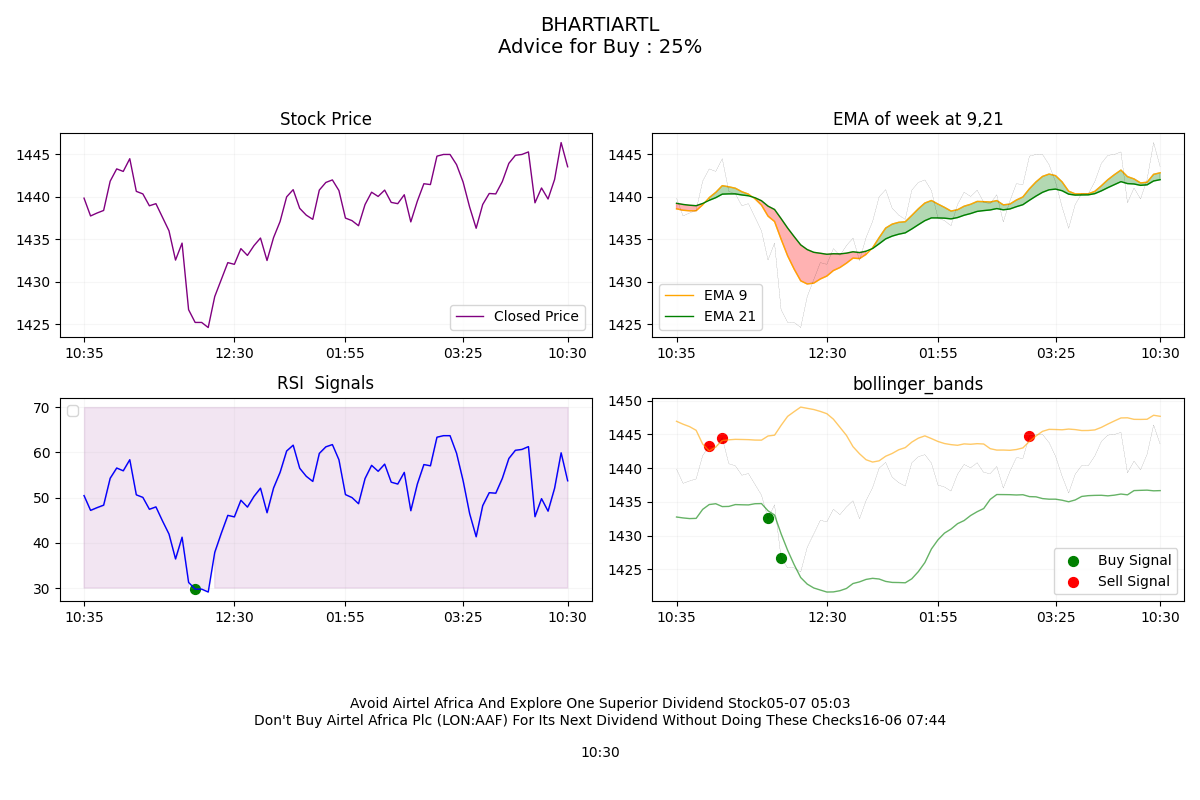 BHARTIARTL
Advice for Buy : 25%
Stock Price
1445
1440
1435
1430
1425
Closed Price
10:35 12:30 01:55 03:25 10:30
EMA of week at 9,21
1445
1440
1435
1430
1425
EMA 9
EMA 21
10:35 12:30 01:55 03:25 10:30
RSI  Signals
70
60
50
40
30
10:35 12:30 01:55 03:25 10:30
bollinger_bands
1450
1445
1440
1435
1430
1425
Buy Signal
Sell Signal
10:35 12:30 01:55 03:25 10:30
Avoid Airtel Africa And Explore One Superior Dividend Stock05-07 05:03
Don't Buy Airtel Africa Plc (LON:AAF) For Its Next Dividend Without Doing These Checks16-06 07:44
10:30